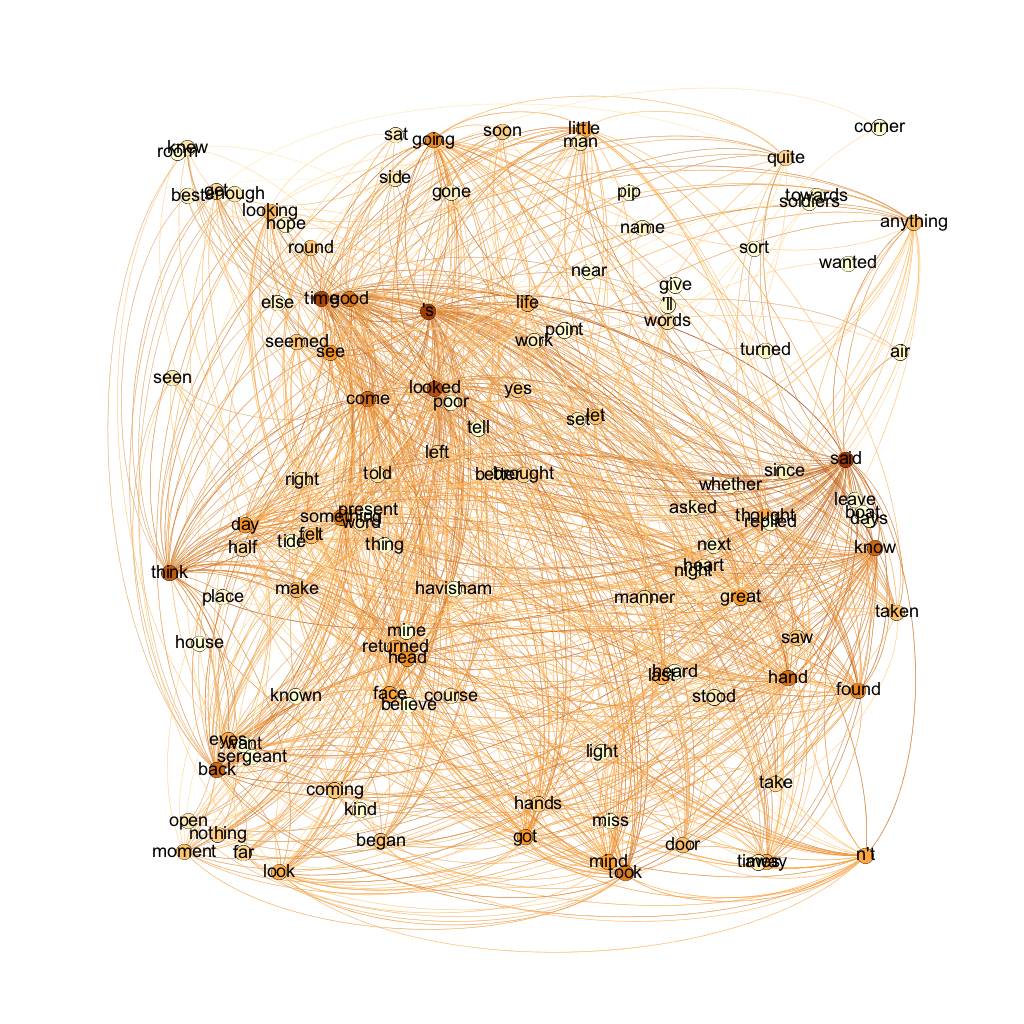 corner
sat
going
soon
little
man
knew
room
quite
side
best
get
enough
gone
pip
towards
soldiers
looking
hope
anything
name
round
sort
wanted
near
give
else
time
good
's
life
'll
words
seemed
see
work
point
turned
air
seen
come
looked
poor
yes
set
let
tell
left
said
right
told
better
brought
since
whether
leave
day
something
present
word
asked
thought
replied
boat
days
half
tide
felt
thing
next
know
think
heart
night
place
make
havisham
manner
great
taken
house
mine
returned
head
saw
known
face
believe
course
heard
last
stood
hand
found
eyes
want
sergeant
back
light
coming
kind
hands
take
open
nothing
moment
far
began
got
miss
door
look
mind
took
times
away
n't